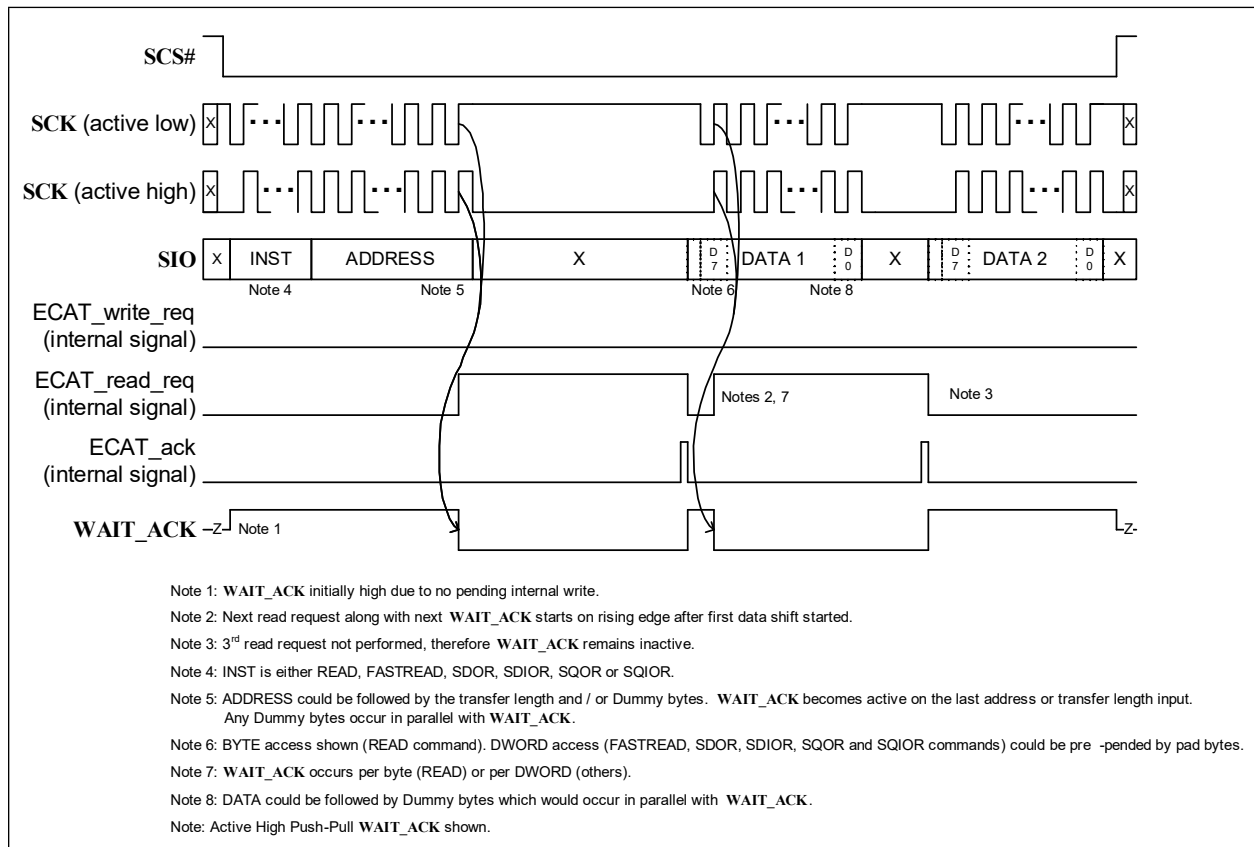 SCS#
SCK (active low)
X
X
SCK (active high)
X
X
SIO
X INST ADDRESS X D7 DATA 1 D0 X D7 DATA 2 D0 X
Note 4 Note 5 Note 6 Note 8
ECAT_write_req
(internal signal)
ECAT_read_req
(internal signal)
Notes 2, 7
Note 3
ECAT_ack
(internal signal)
WAIT_ACK
Z Note 1 Z
Note 1: WAIT_ACK initially high due to no pending internal write.
Note 2: Next read request along with next WAIT_ACK starts on rising edge after first data shift started.
Note 3: 3rd read request not performed, therefore WAIT_ACK remains inactive.
Note 4: INST is either READ, FASTREAD, SDOR, SDIOR, SQOR or SQIOR.
Note 5: ADDRESS could be followed by the transfer length and / or Dummy bytes. WAIT_ACK becomes active on the last address or transfer length input.
Any Dummy bytes occur in parallel with WAIT_ACK.
Note 6: BYTE access shown (READ command). DWORD access (FASTREAD, SDOR, SDIOR, SQOR and SQIOR commands) could be pre -pended by pad bytes.
Note 7: WAIT_ACK occurs per byte (READ) or per DWORD (others).
Note 8: DATA could be followed by Dummy bytes which would occur in parallel with WAIT_ACK.
Note: Active High Push-Pull WAIT_ACK shown.